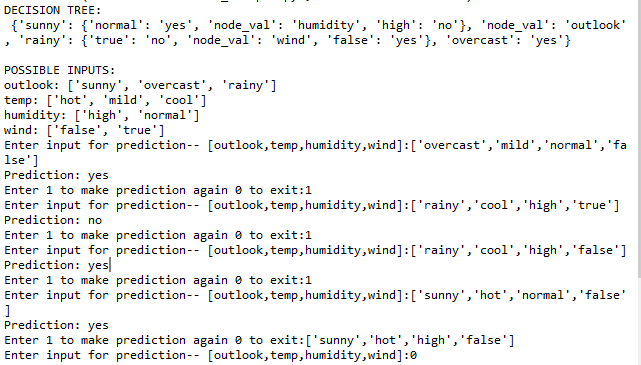 DECISION TREE:
{'sunny': {'normal': 'yes', 'node_val': 'humidity', 'high': 'no'}, 'node_val': 'outlook'
, 'rainy': {'true': 'no', 'node_val': 'wind', 'false': 'yes'}, 'overcast': 'yes'}
POSSIBLE INPUTS:
outlook: ['sunny', 'overcast', 'rainy']
temp: ['hot', 'mild', 'cool']
humidity: ['high', 'normal']
wind: ['false', 'true']
Enter input for prediction-- [outlook,temp,humidity,wind]:['overcast','mild','normal','fa
lse']
Prediction: yes
Enter 1 to make prediction again 0 to exit:1
Enter input for prediction-- [outlook,temp,humidity,wind]:['rainy','cool','high','true']
Prediction: no
Enter 1 to make prediction again 0 to exit:1
Enter input for prediction-- [outlook,temp,humidity,wind]:['rainy','cool','high','false']
Prediction: yes
Enter 1 to make prediction again 0 to exit:1
Enter input for prediction-- [outlook,temp,humidity,wind]:['sunny','hot','normal','false'
]
Prediction: yes
Enter 1 to make prediction again 0 to exit:['sunny','hot','high','false']
Enter input for prediction-- [outlook,temp,humidity,wind]:0